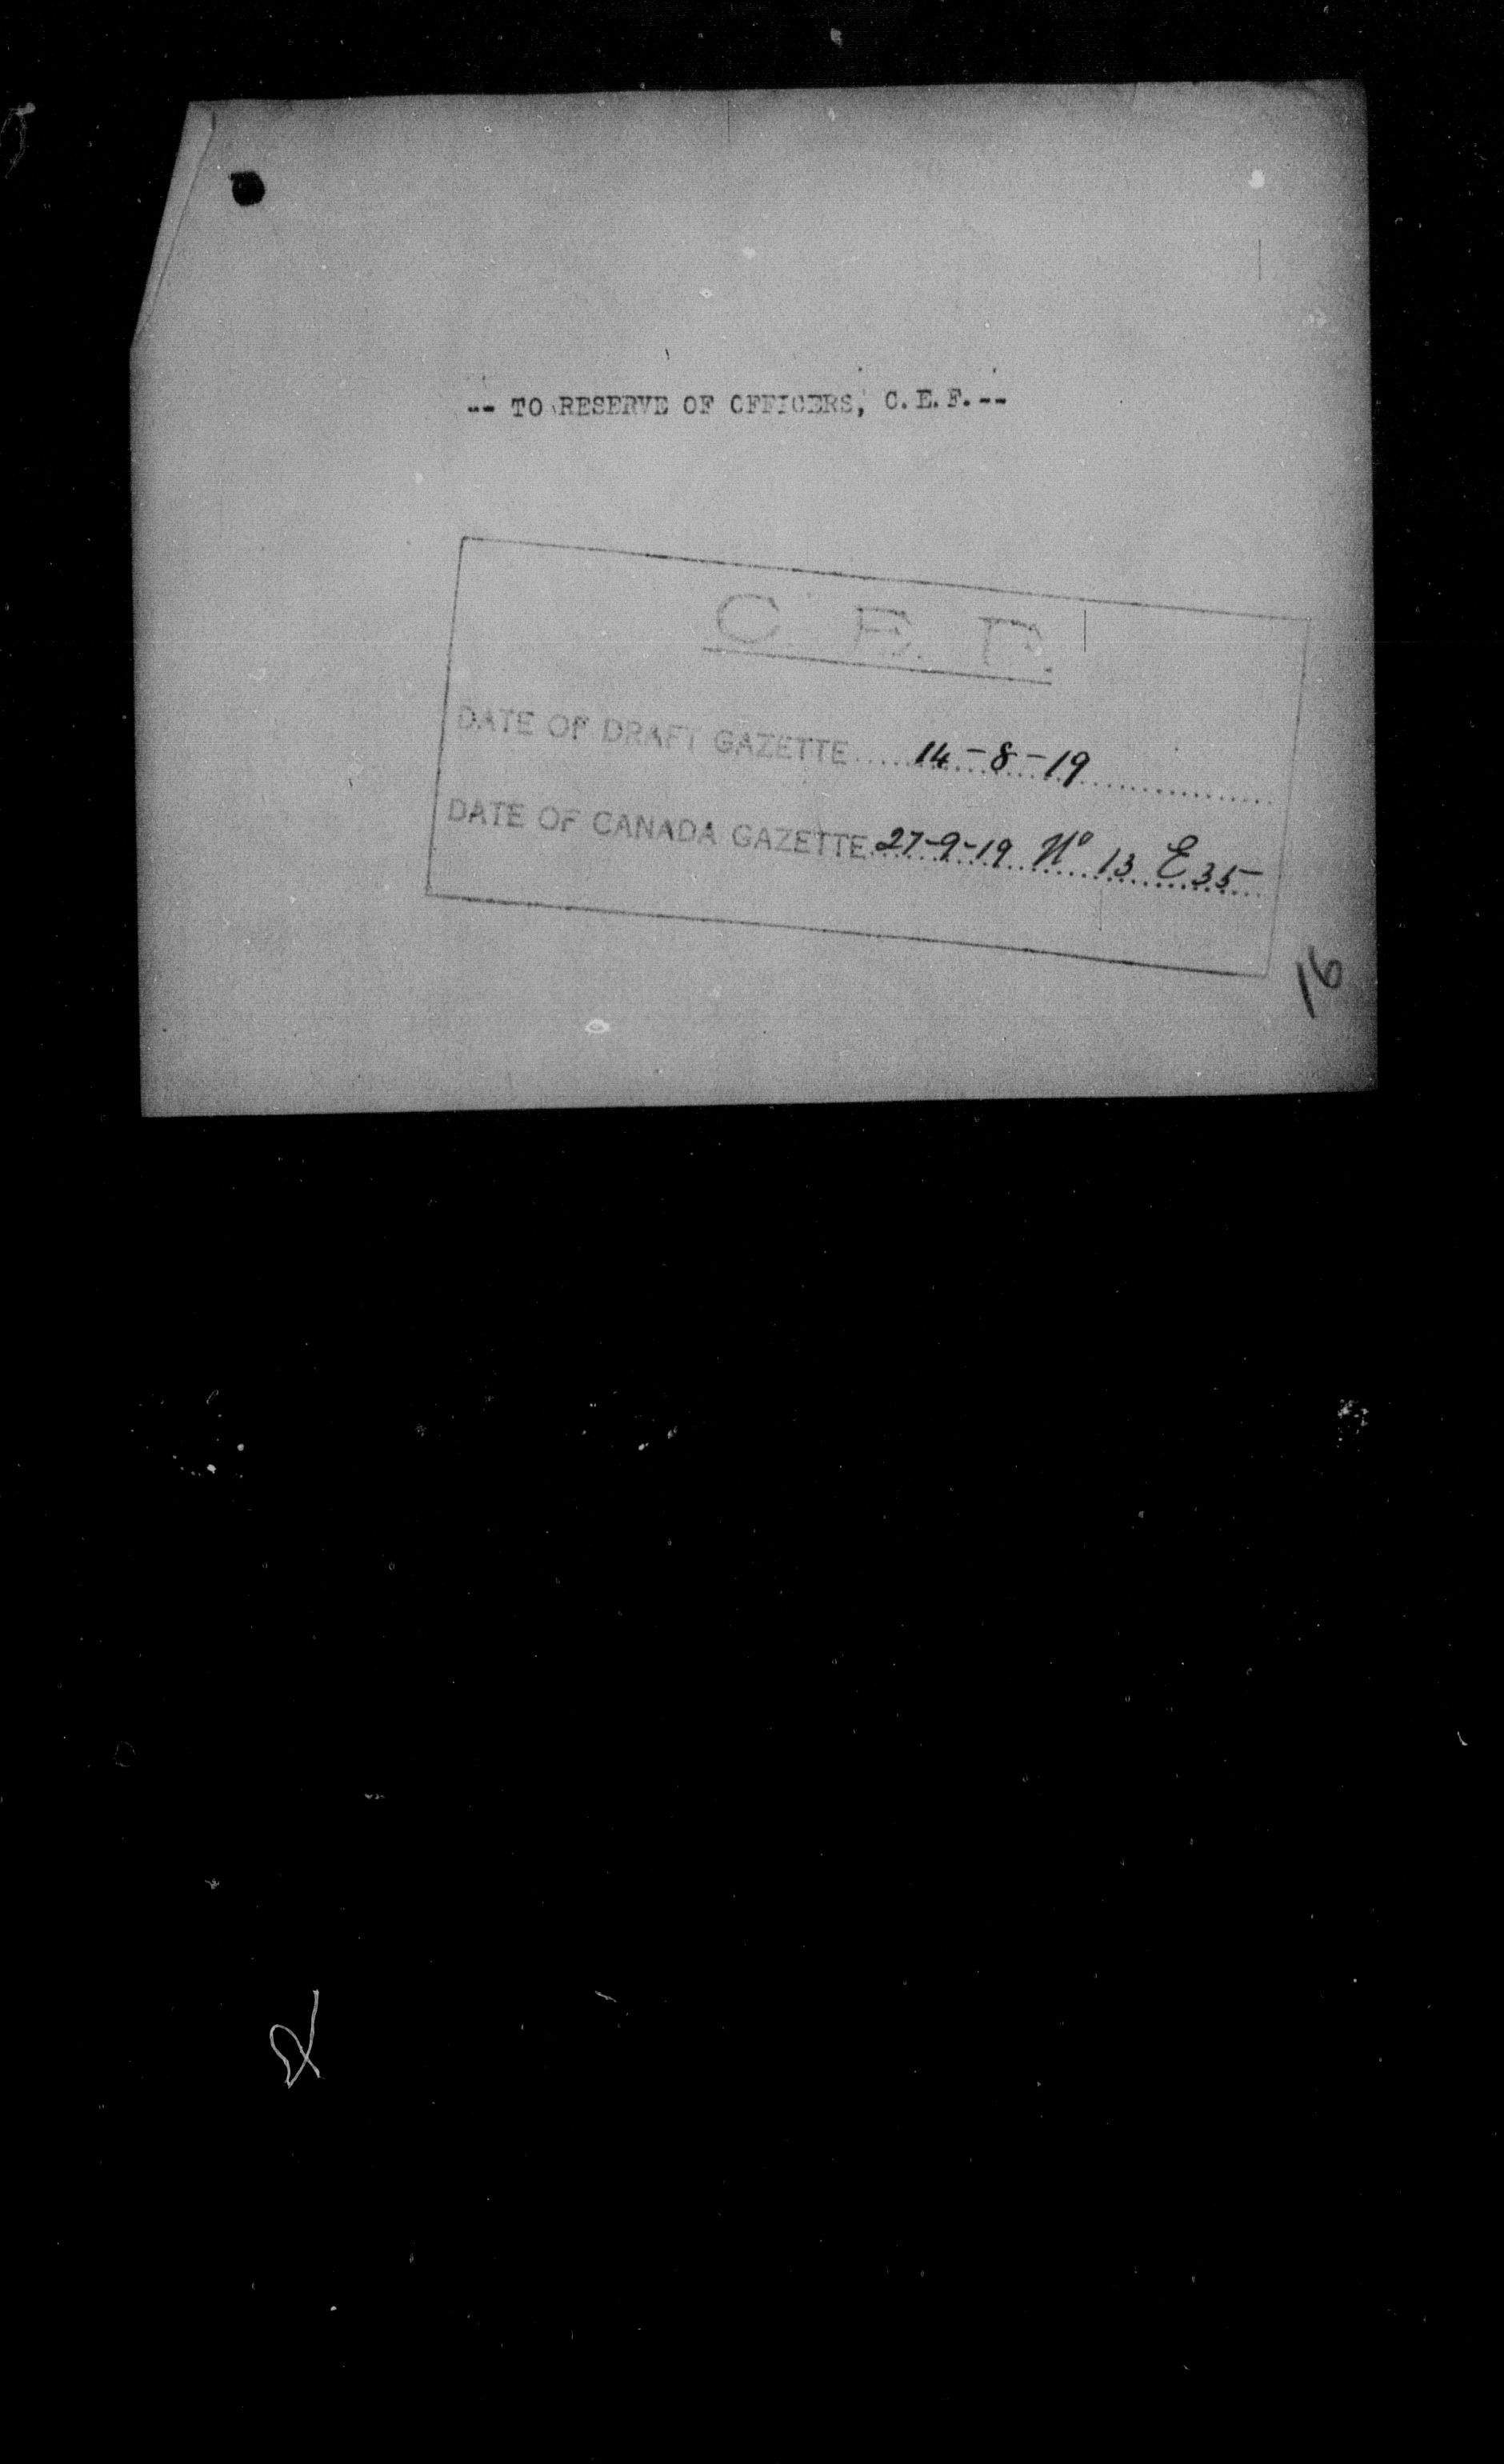 -- TO RESERVE OF OFFICERS, C.E.F.--
C. E. F.
DATE OF DRAFT GAZETTE 14-8-19
DATE OF CANADA GAZETTE 27-9-19 Nº 13 E 35
16